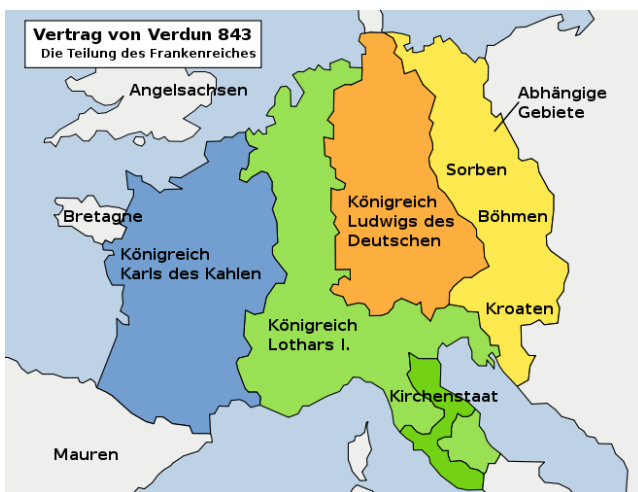 Vertrag von Verdun 843
Die Teilung des Frankenreiches
Angelsachsen
Abhängige
Gebiete
Sorben
Bretagne
Königreich
Ludwigs des
Deutschen
Böhmen
Königreich
Karls des Kahlen
Kroaten
Königreich
Lothars I.
Kirchenstaat
Mauren